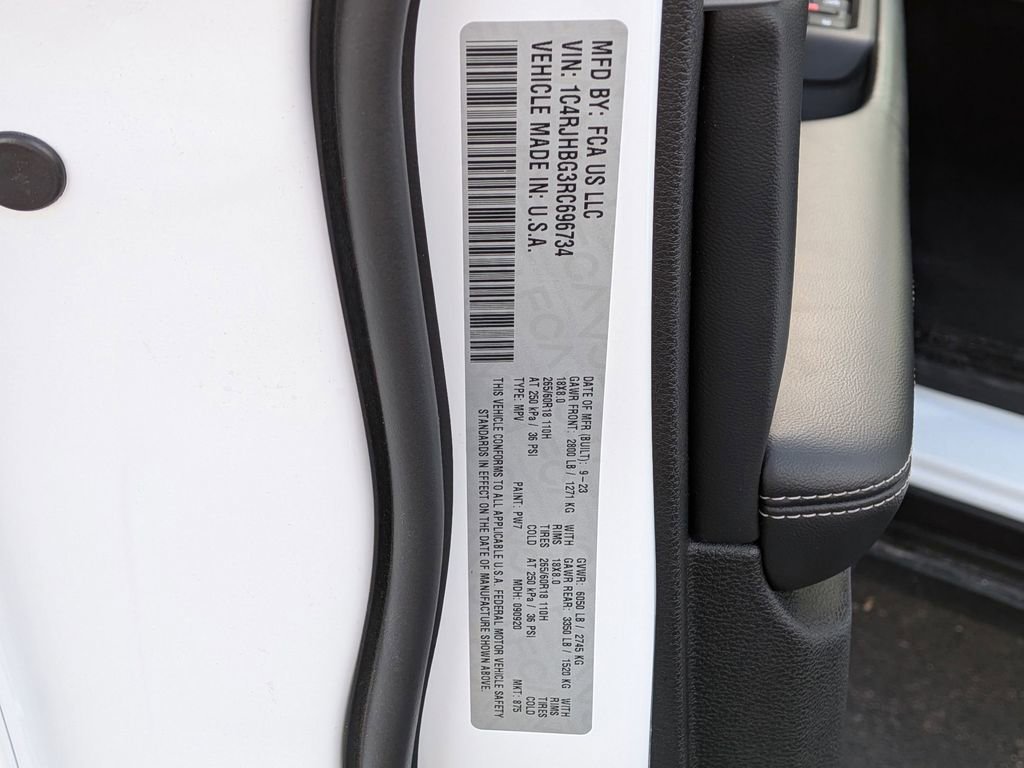 MFD BY: FCA US LLC
VIN: 1C4RJHBG3RC696734
VEHICLE MADE IN: U.S.A.
DATE OF MFR (BUILT): 9-23 GVWR: 6050 LB / 2745 KG
GAWR FRONT: 2800 LB / 1271 KG WITH GAWR REAR: 3350 LB / 1520 KG WITH
18X8.0 RIMS 18X8.0 RIMS
265/60R18 110H TIRES 265/60R18 110H TIRES
AT 250 kPa / 36 PSI COLD AT 250 kPa / 36 PSI COLD
TYPE: MPV PAINT: PW7 MDH: 090920 MKT: 875
THIS VEHICLE CONFORMS TO ALL APPLICABLE U.S.A. FEDERAL MOTOR VEHICLE SAFETY
STANDARDS IN EFFECT ON THE DATE OF MANUFACTURE SHOWN ABOVE.